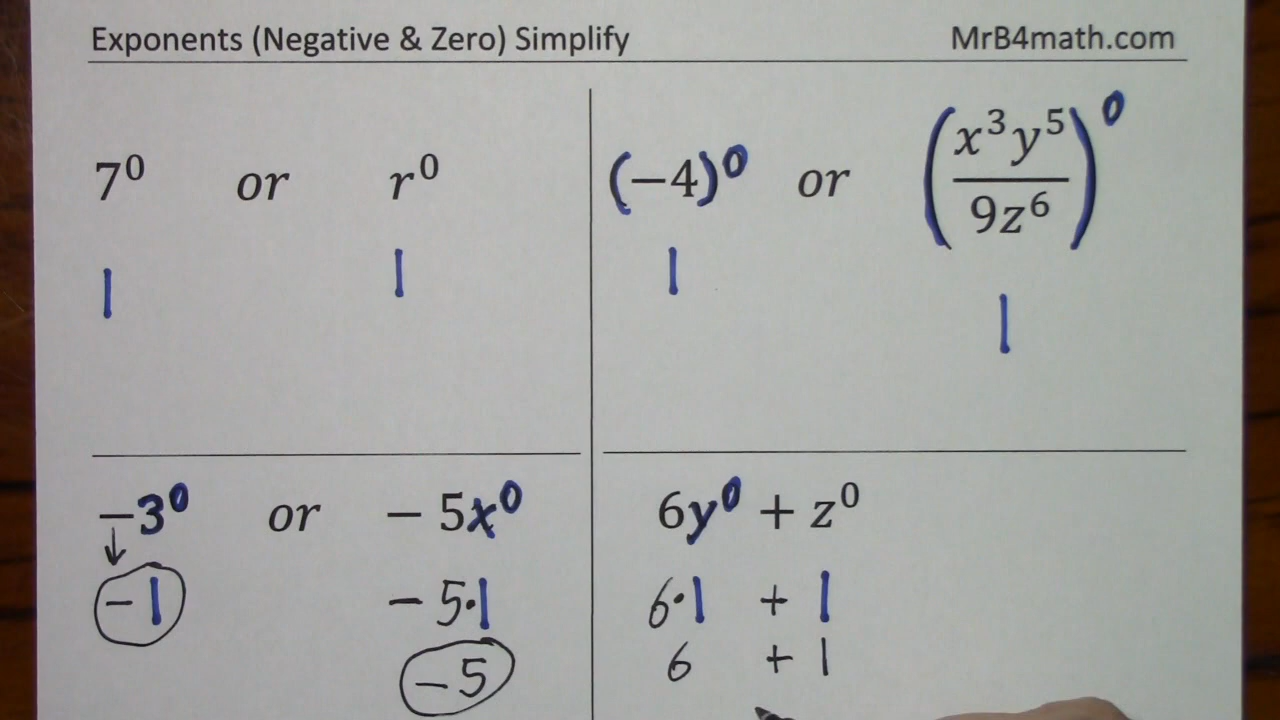 Exponents (Negative & Zero) Simplify MrB4math.com
7⁰ or r⁰
1 1
(−4)⁰ or (x³y⁵/9z⁶)⁰
1 1
−3⁰ or − 5x⁰
↓
−1 − 5·1
−5
6y⁰ + z⁰
6·1 + 1
6 + 1